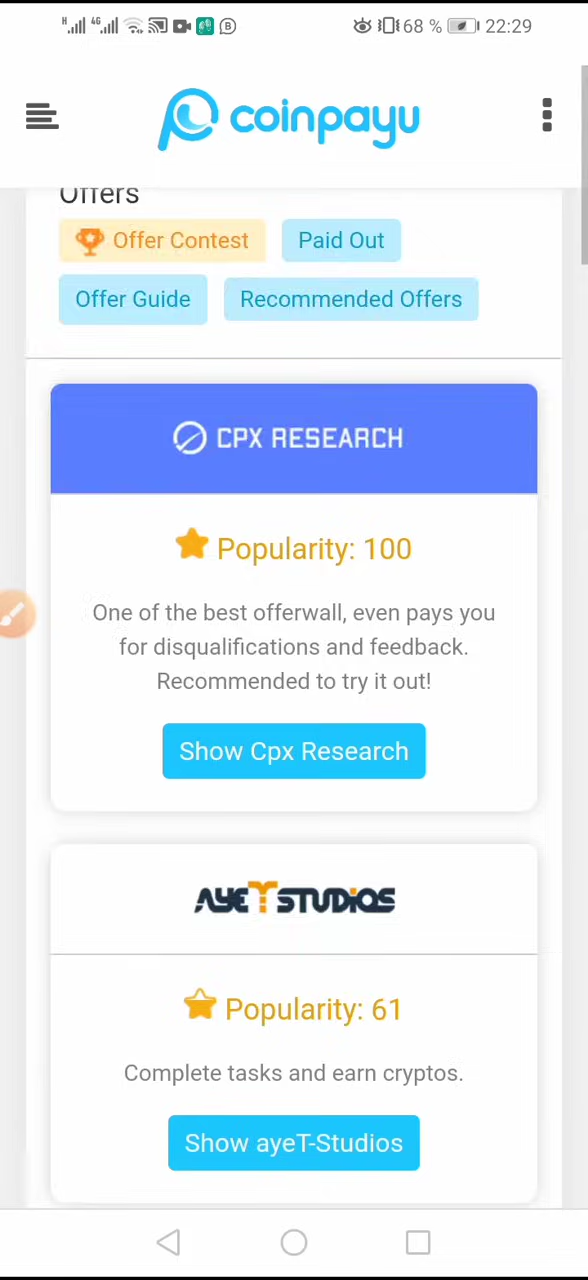 H 4G 68 % 22:29
coinpayu
Offers
Offer Contest Paid Out
Offer Guide Recommended Offers
CPX RESEARCH
Popularity: 100
One of the best offerwall, even pays you
for disqualifications and feedback.
Recommended to try it out!
Show Cpx Research
AYET STUDIOS
Popularity: 61
Complete tasks and earn cryptos.
Show ayeT-Studios